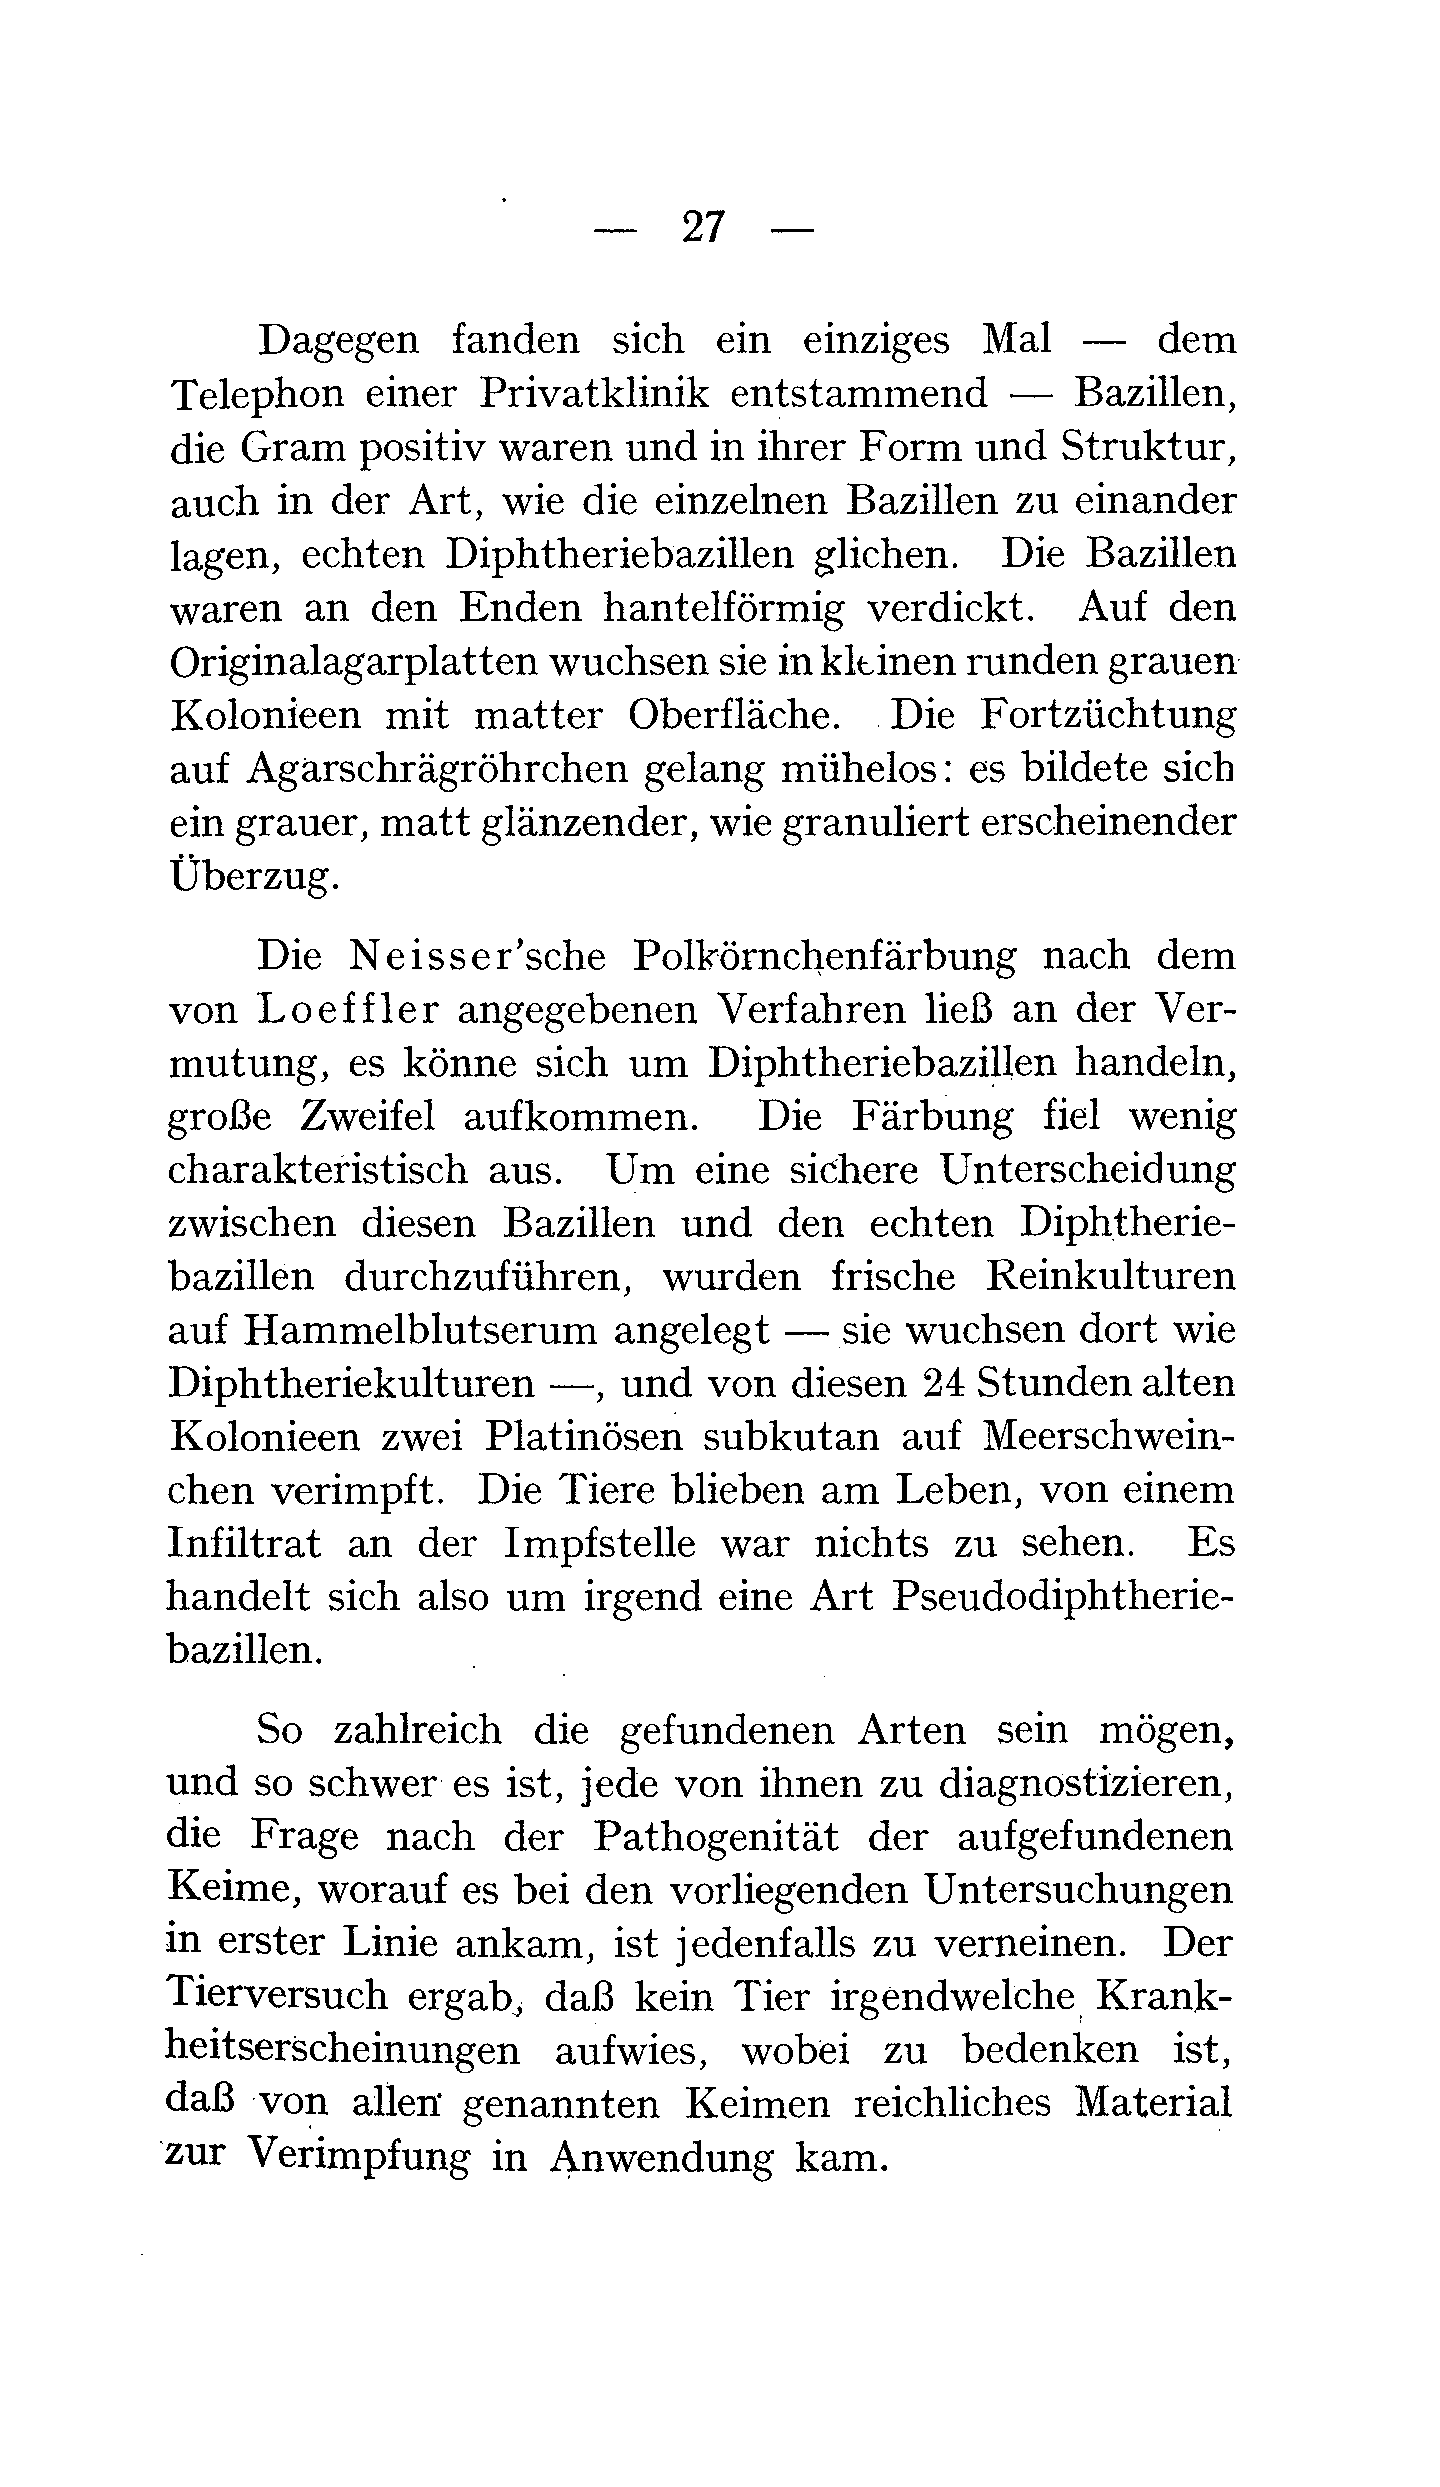 — 27 —
Dagegen fanden sich ein einziges Mal — dem
Telephon einer Privatklinik entstammend — Bazillen,
die Gram positiv waren und in ihrer Form und Struktur,
auch in der Art, wie die einzelnen Bazillen zu einander
lagen, echten Diphtheriebazillen glichen. Die Bazillen
waren an den Enden hantelförmig verdickt. Auf den
Originalagarplatten wuchsen sie in kleinen runden grauen
Kolonieen mit matter Oberfläche. Die Fortzüchtung
auf Agarschrägröhrchen gelang mühelos: es bildete sich
ein grauer, matt glänzender, wie granuliert erscheinender
Überzug.
Die Neisser'sche Polkörnchenfärbung nach dem
von Loeffler angegebenen Verfahren ließ an der Ver-
mutung, es könne sich um Diphtheriebazillen handeln,
große Zweifel aufkommen. Die Färbung fiel wenig
charakteristisch aus. Um eine sichere Unterscheidung
zwischen diesen Bazillen und den echten Diphtherie-
bazillen durchzuführen, wurden frische Reinkulturen
auf Hammelblutserum angelegt — sie wuchsen dort wie
Diphtheriekulturen —, und von diesen 24 Stunden alten
Kolonieen zwei Platinösen subkutan auf Meerschwein-
chen verimpft. Die Tiere blieben am Leben, von einem
Infiltrat an der Impfstelle war nichts zu sehen. Es
handelt sich also um irgend eine Art Pseudodiphtherie-
bazillen.
So zahlreich die gefundenen Arten sein mögen,
und so schwer es ist, jede von ihnen zu diagnostizieren,
die Frage nach der Pathogenität der aufgefundenen
Keime, worauf es bei den vorliegenden Untersuchungen
in erster Linie ankam, ist jedenfalls zu verneinen. Der
Tierversuch ergab, daß kein Tier irgendwelche Krank-
heitserscheinungen aufwies, wobei zu bedenken ist,
daß von allen genannten Keimen reichliches Material
zur Verimpfung in Anwendung kam.